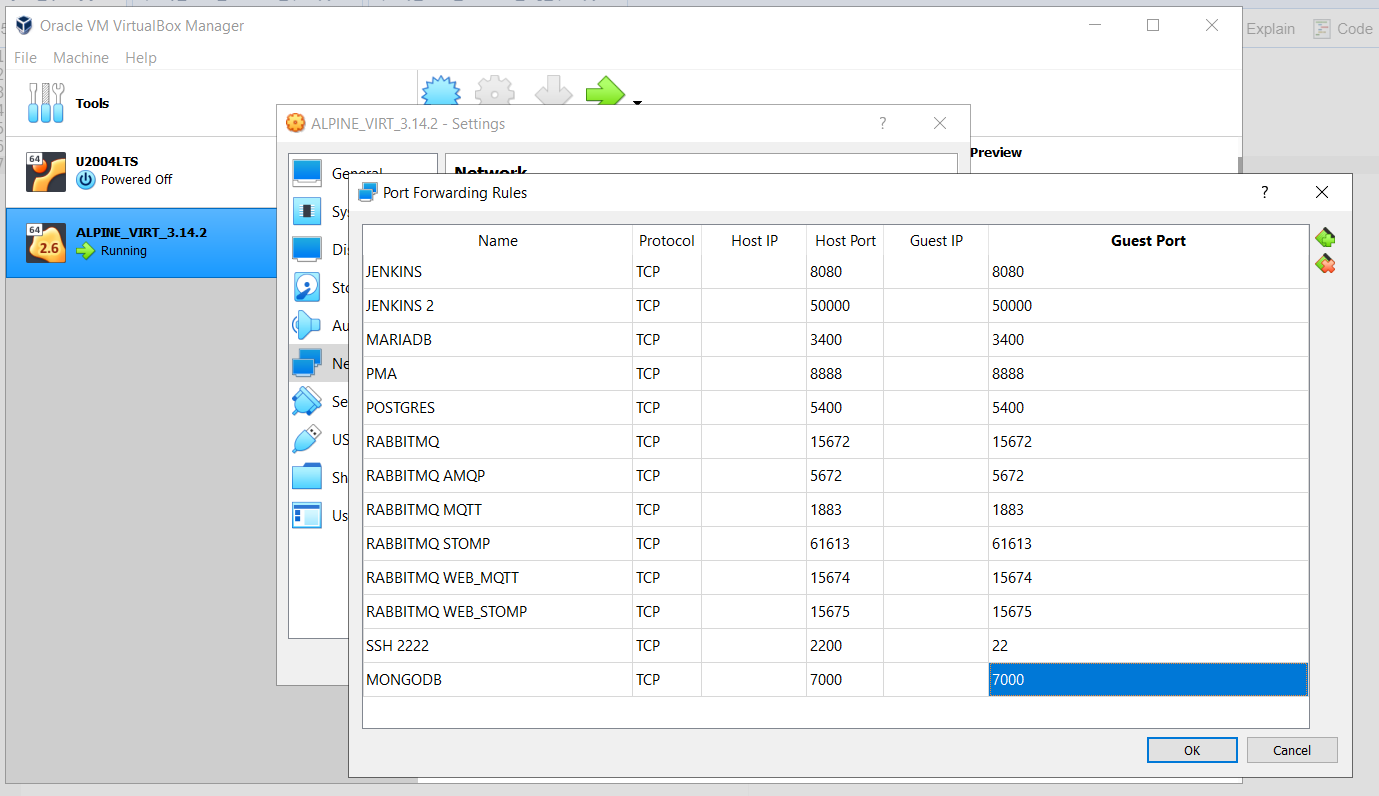 Oracle VM VirtualBox Manager
Explain Code
File Machine Help
Tools
ALPINE_VIRT_3.14.2 - Settings ?
64 U2004LTS
Powered Off
Preview
General Network
Port Forwarding Rules ?
64 2.6 ALPINE_VIRT_3.14.2
Running
Sy
Dis
Sto
Au
Ne
Se
US
Sh
Us
Name Protocol Host IP Host Port Guest IP Guest Port
JENKINS TCP 8080 8080
JENKINS 2 TCP 50000 50000
MARIADB TCP 3400 3400
PMA TCP 8888 8888
POSTGRES TCP 5400 5400
RABBITMQ TCP 15672 15672
RABBITMQ AMQP TCP 5672 5672
RABBITMQ MQTT TCP 1883 1883
RABBITMQ STOMP TCP 61613 61613
RABBITMQ WEB_MQTT TCP 15674 15674
RABBITMQ WEB_STOMP TCP 15675 15675
SSH 2222 TCP 2200 22
MONGODB TCP 7000 7000
OK Cancel